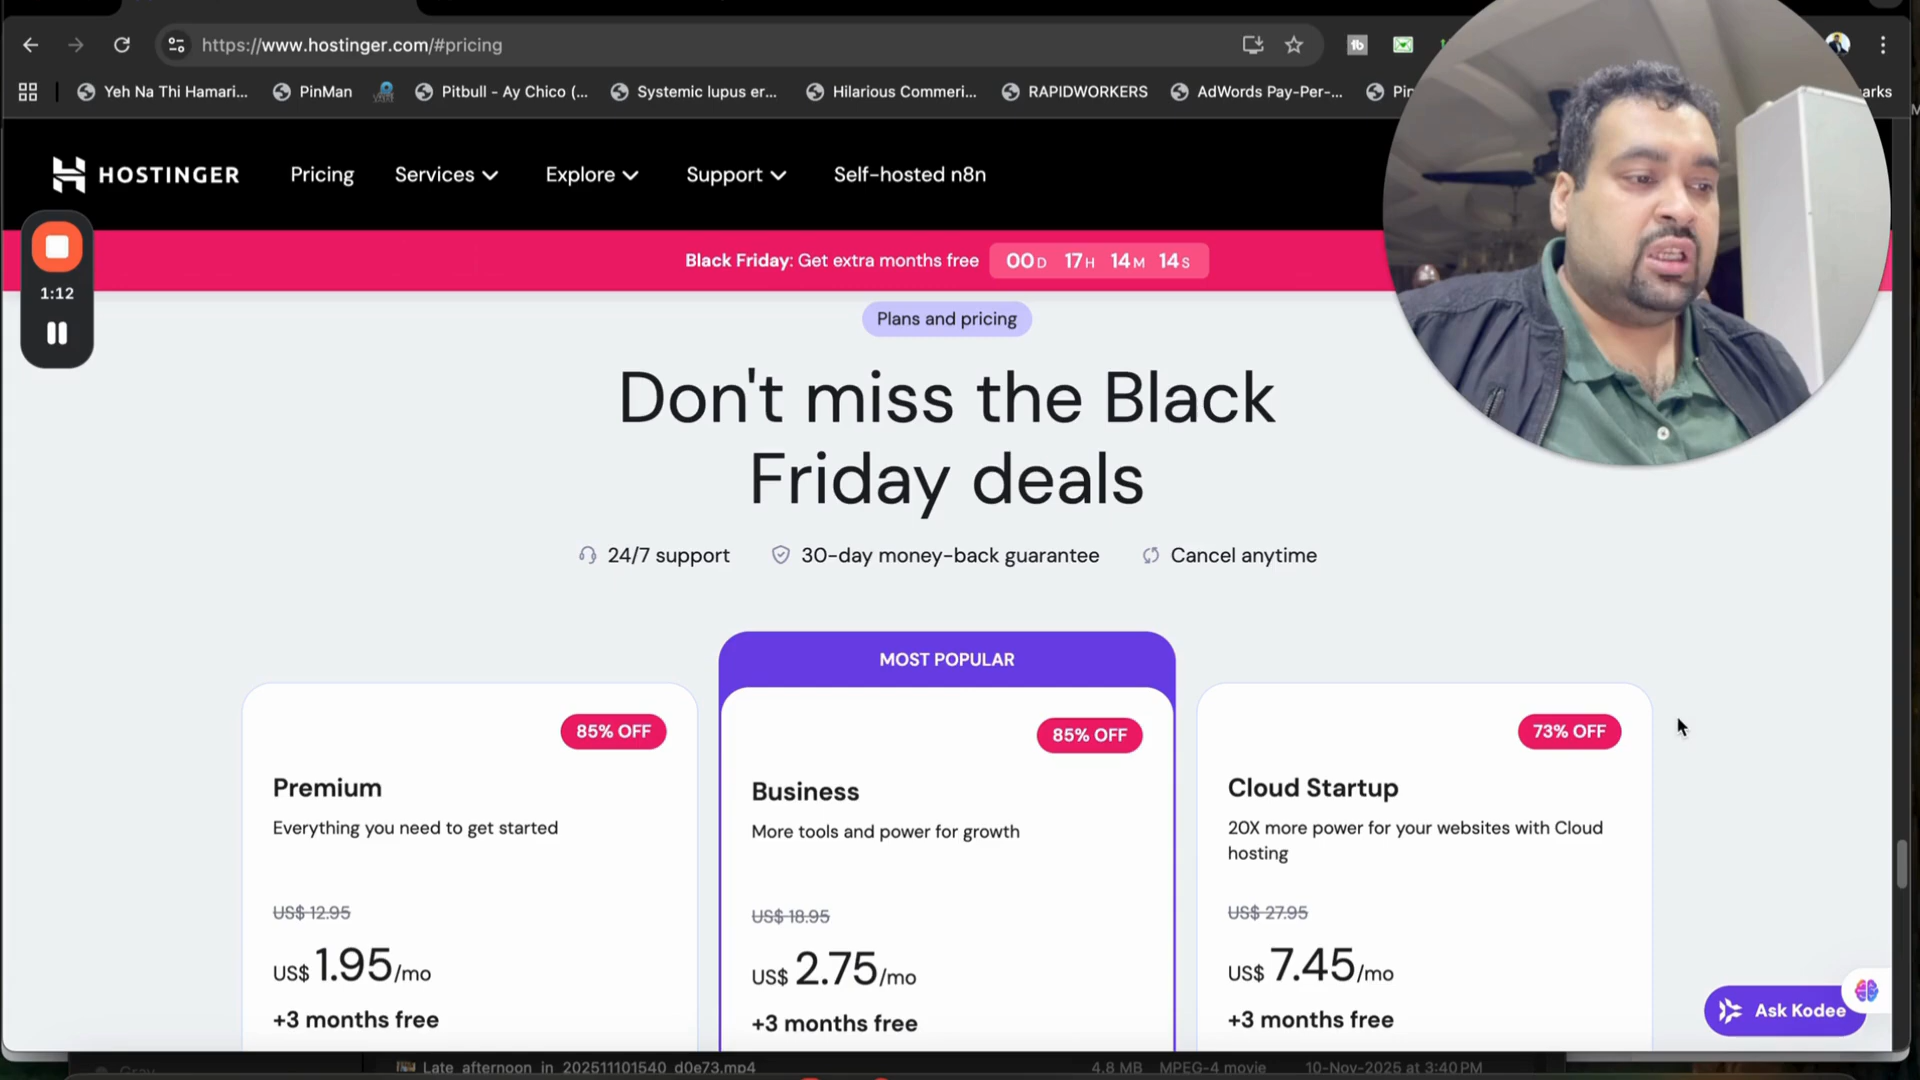 https://www.hostinger.com/#pricing
Yeh Na Thi Hamari...
PinMan
Pitbull - Ay Chico (...
Systemic lupus er...
Hilarious Commeri...
RAPIDWORKERS
AdWords Pay-Per-...
HOSTINGER
Pricing
Services
Explore
Support
Self-hosted n8n
1:12
Black Friday: Get extra months free 00D 17H 14M 14S
Plans and pricing
Don't miss the Black
Friday deals
24/7 support
30-day money-back guarantee
Cancel anytime
MOST POPULAR
85% OFF
Premium
Everything you need to get started
US$ 12.95
US$ 1.95/mo
+3 months free
85% OFF
Business
More tools and power for growth
US$ 18.95
US$ 2.75/mo
+3 months free
73% OFF
Cloud Startup
20X more power for your websites with Cloud
hosting
US$ 27.95
US$ 7.45/mo
+3 months free
Ask Kodee
Late_afternoon_in_202511101540_d0e73.mp4
4.8 MB
MPEG-4 movie
10-Nov-2025 at 3:40 PM